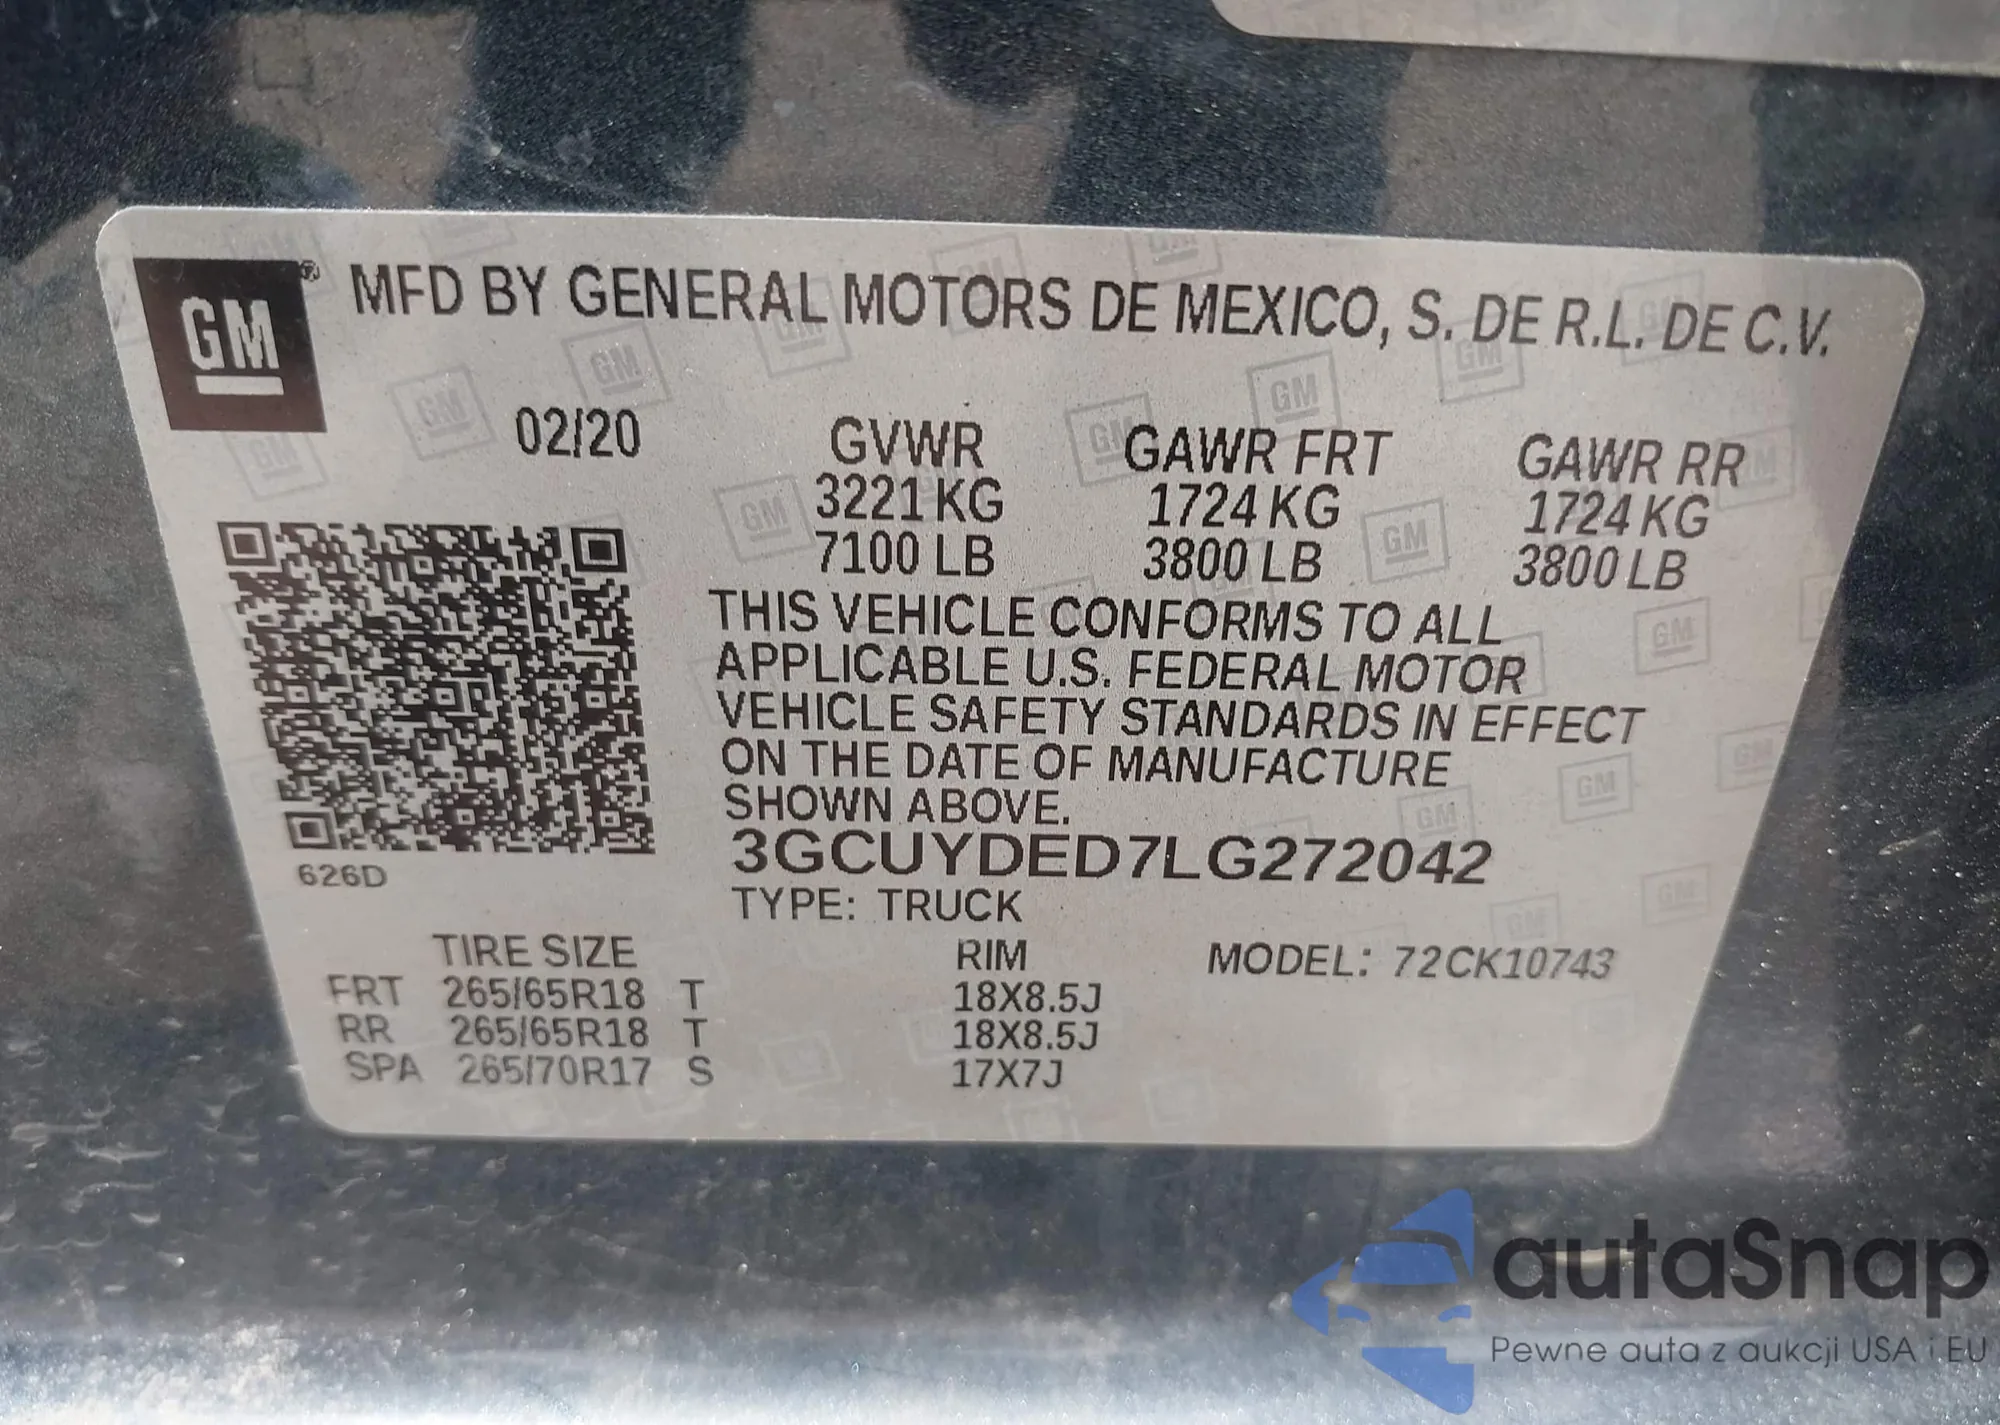 GM ® MFD BY GENERAL MOTORS DE MEXICO, S. DE R.L. DE C.V.
02/20 GVWR GAWR FRT GAWR RR
3221 KG 1724 KG 1724 KG
7100 LB 3800 LB 3800 LB
THIS VEHICLE CONFORMS TO ALL
APPLICABLE U.S. FEDERAL MOTOR
VEHICLE SAFETY STANDARDS IN EFFECT
ON THE DATE OF MANUFACTURE
SHOWN ABOVE.
3GCUYDED7LG272042
626D
TYPE: TRUCK
TIRE SIZE RIM MODEL: 72CK10743
FRT 265/65R18 T 18X8.5J
RR 265/65R18 T 18X8.5J
SPA 265/70R17 S 17X7J
autaSnap
Pewne auta z aukcji USA i EU